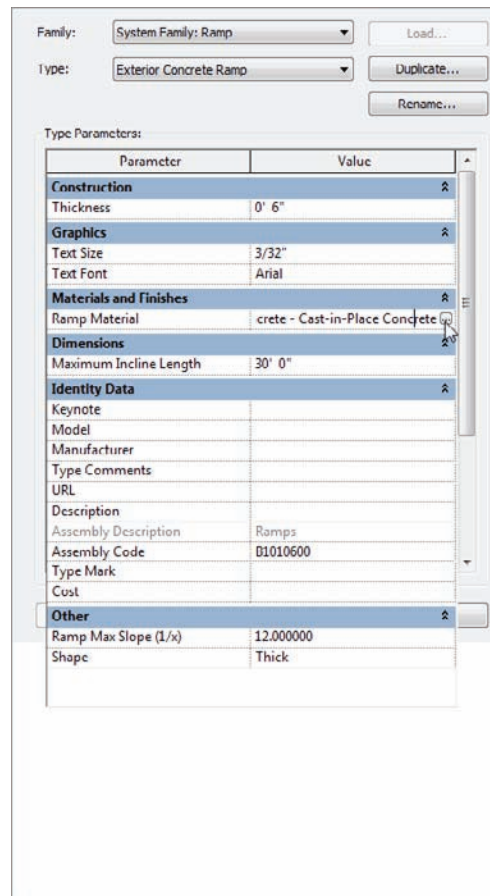 Family: System Family: Ramp Load...
Type: Exterior Concrete Ramp Duplicate...
Rename...
Type Parameters:
Parameter Value
Construction
Thickness 0' 6"
Graphics
Text Size 3/32"
Text Font Arial
Materials and Finishes
Ramp Material crete - Cast-in-Place Concrete
Dimensions
Maximum Incline Length 30' 0"
Identity Data
Keynote
Model
Manufacturer
Type Comments
URL
Description
Assembly Description Ramps
Assembly Code B1010600
Type Mark
Cost
Other
Ramp Max Slope (1/x) 12.000000
Shape Thick